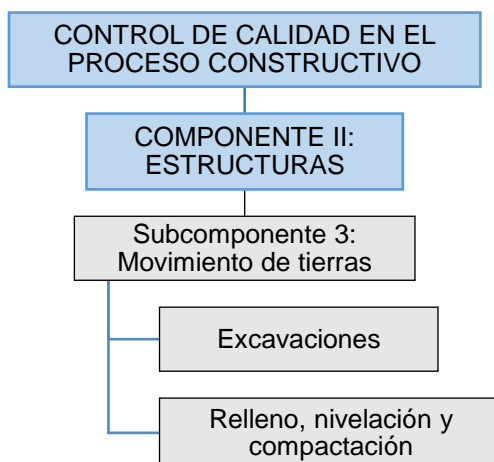 CONTROL DE CALIDAD EN EL
PROCESO CONSTRUCTIVO
COMPONENTE II:
ESTRUCTURAS
Subcomponente 3:
Movimiento de tierras
Excavaciones
Relleno, nivelación y
compactación